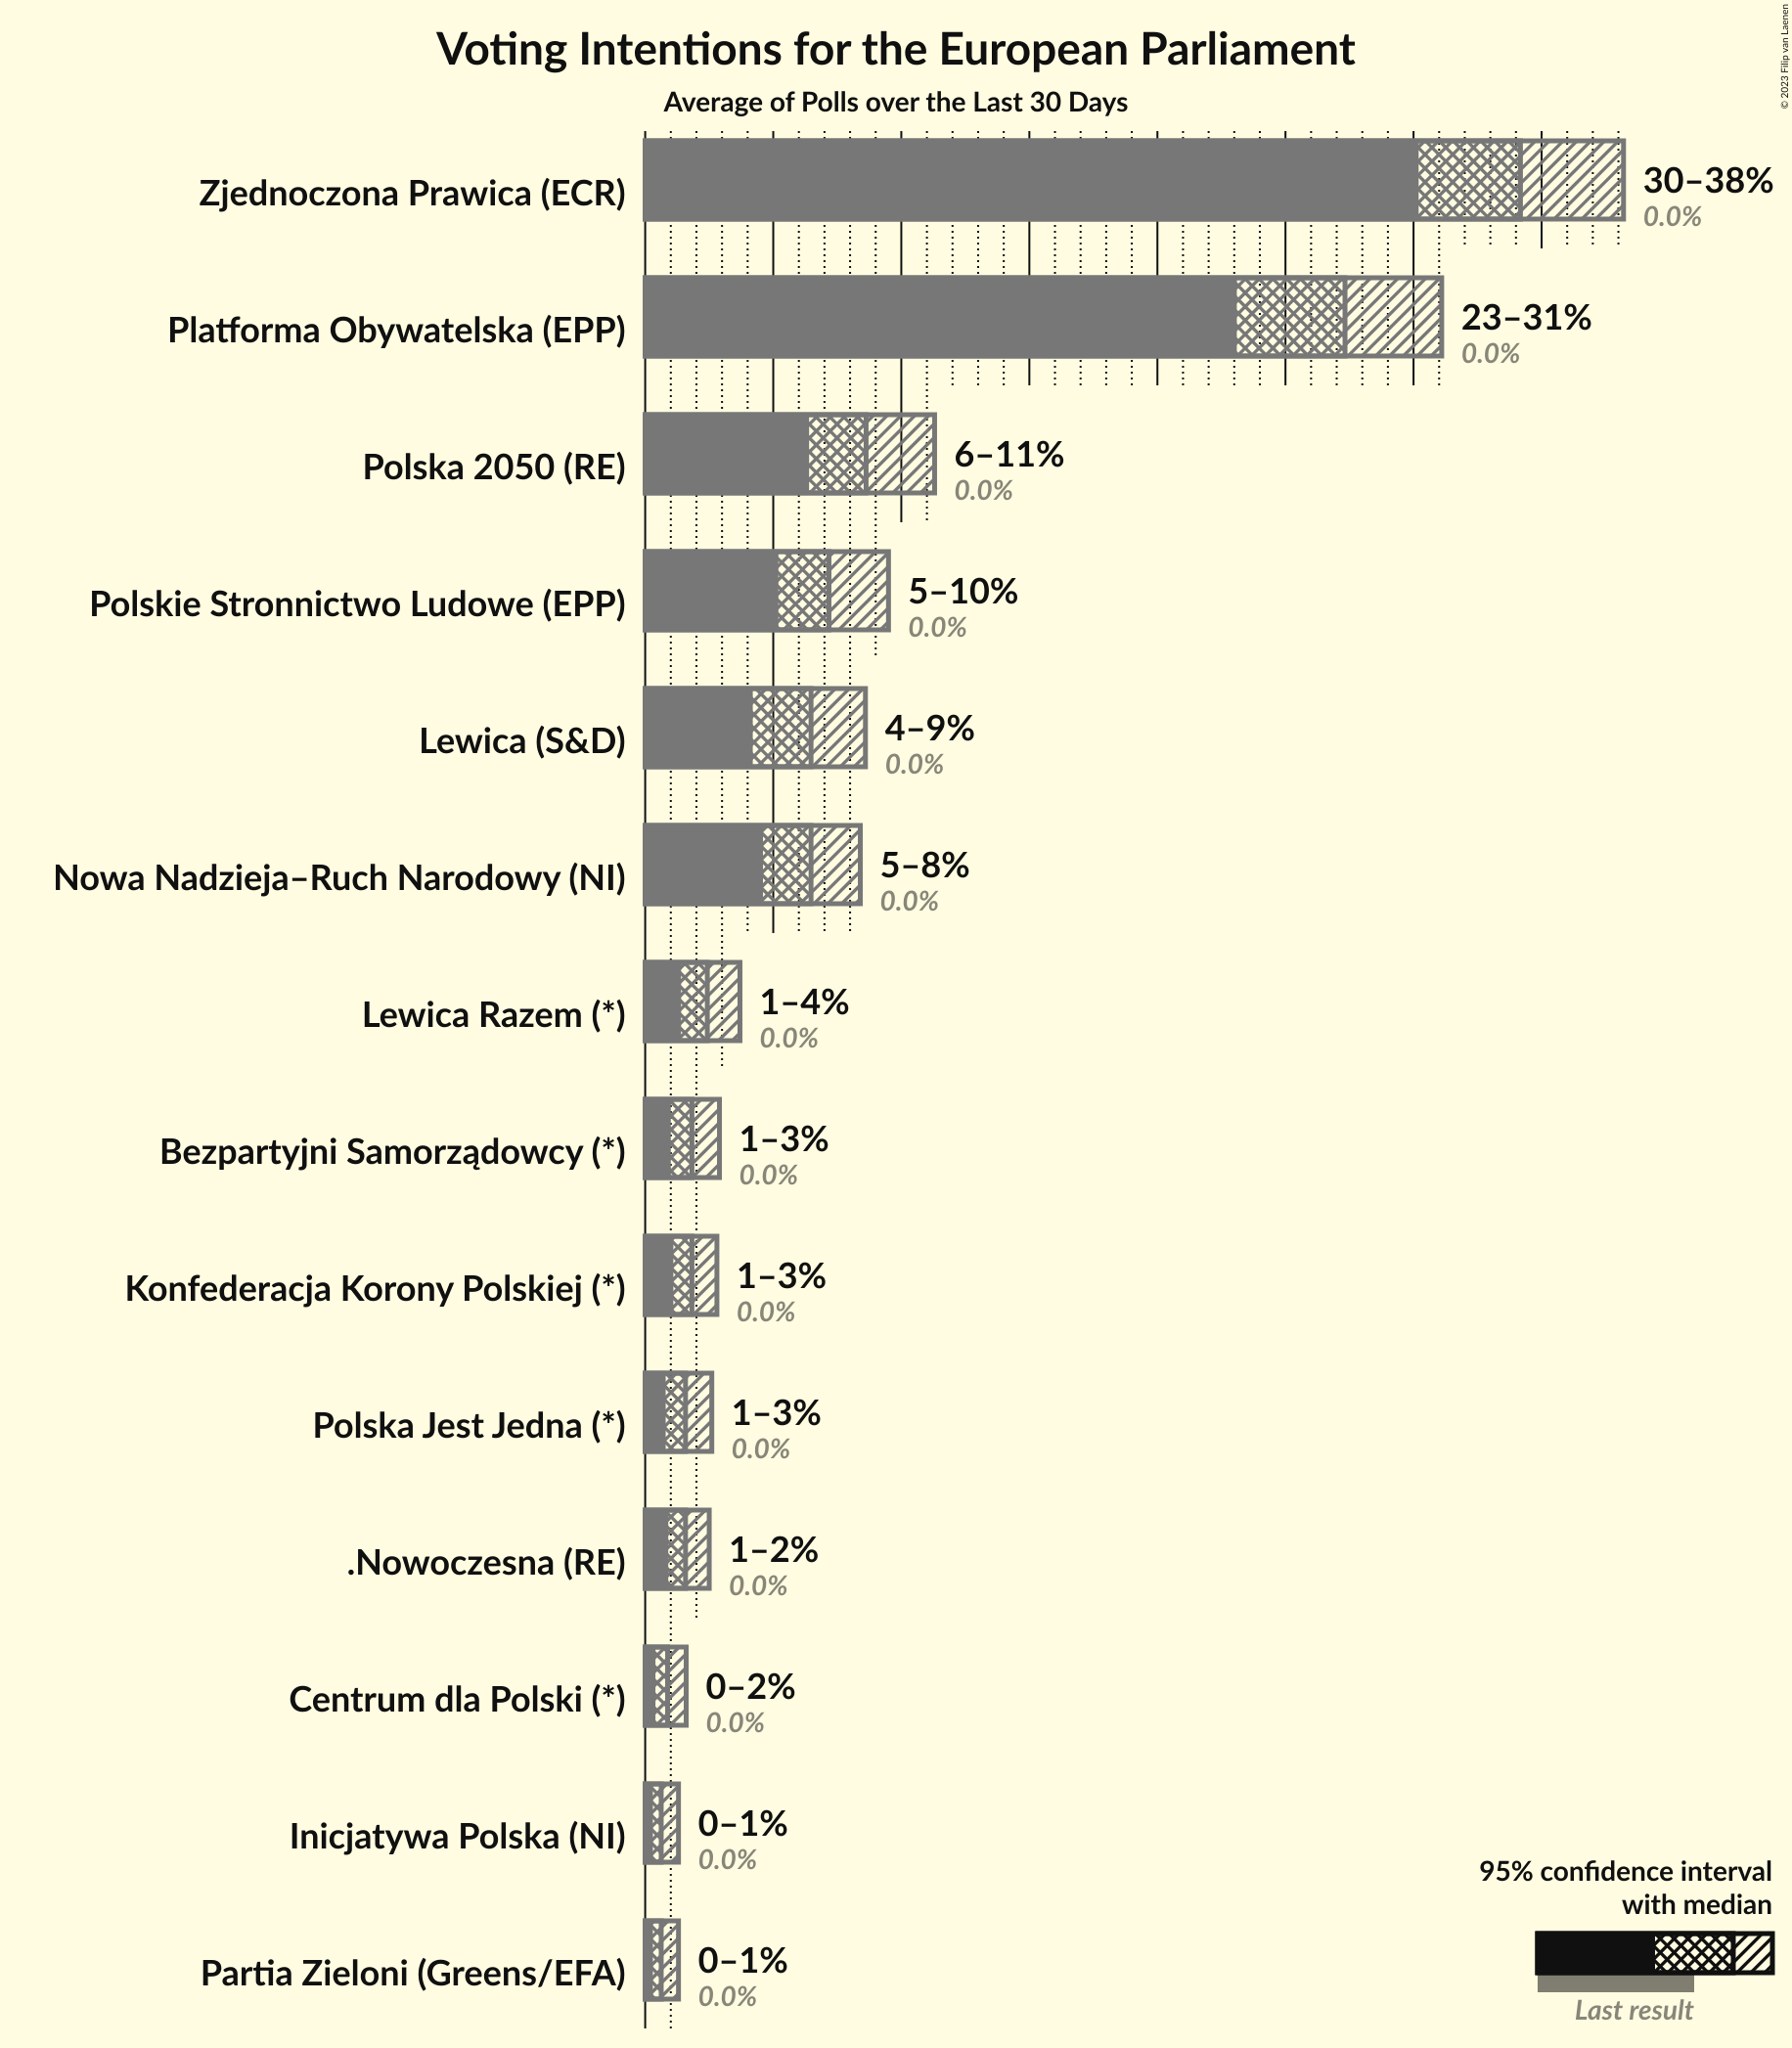 Voting Intentions for the European Parliament
Average of Polls over the Last 30 Days
© 2023 Filip van Laenen
Zjednoczona Prawica (ECR)
30–38%
0.0%
Platforma Obywatelska (EPP)
23–31%
0.0%
Polska 2050 (RE)
6–11%
0.0%
Polskie Stronnictwo Ludowe (EPP)
5–10%
0.0%
Lewica (S&D)
4–9%
0.0%
Nowa Nadzieja–Ruch Narodowy (NI)
5–8%
0.0%
Lewica Razem (*)
1–4%
0.0%
Bezpartyjni Samorządowcy (*)
1–3%
0.0%
Konfederacja Korony Polskiej (*)
1–3%
0.0%
Polska Jest Jedna (*)
1–3%
0.0%
.Nowoczesna (RE)
1–2%
0.0%
Centrum dla Polski (*)
0–2%
0.0%
Inicjatywa Polska (NI)
0–1%
0.0%
Partia Zieloni (Greens/EFA)
0–1%
0.0%
95% confidence interval
with median
Last result